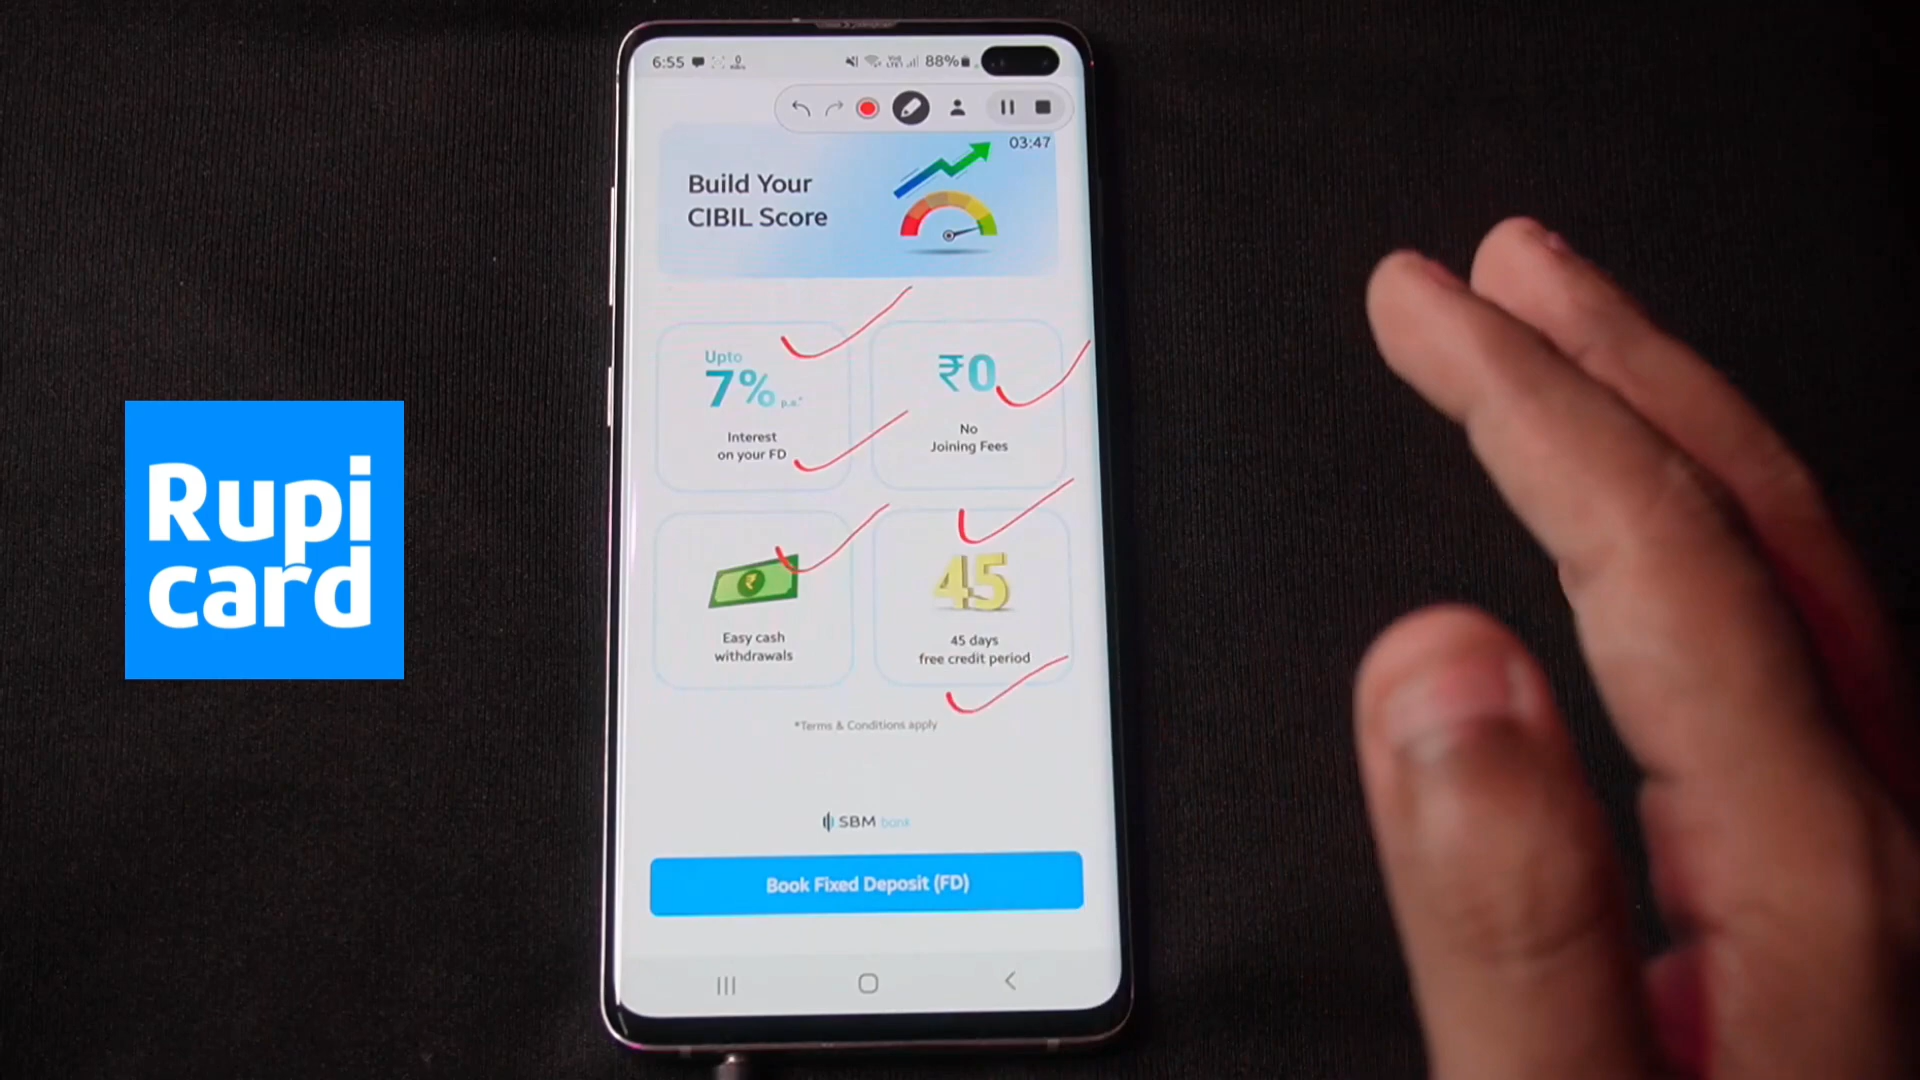 6:55
88%
03:47
Build Your
CIBIL Score
Upto
7% p.a.*
Interest
on your FD
₹0
No
Joining Fees
Easy cash
withdrawals
45
45 days
free credit period
*Terms & Conditions apply
SBM bank
Book Fixed Deposit (FD)
Rupi
card